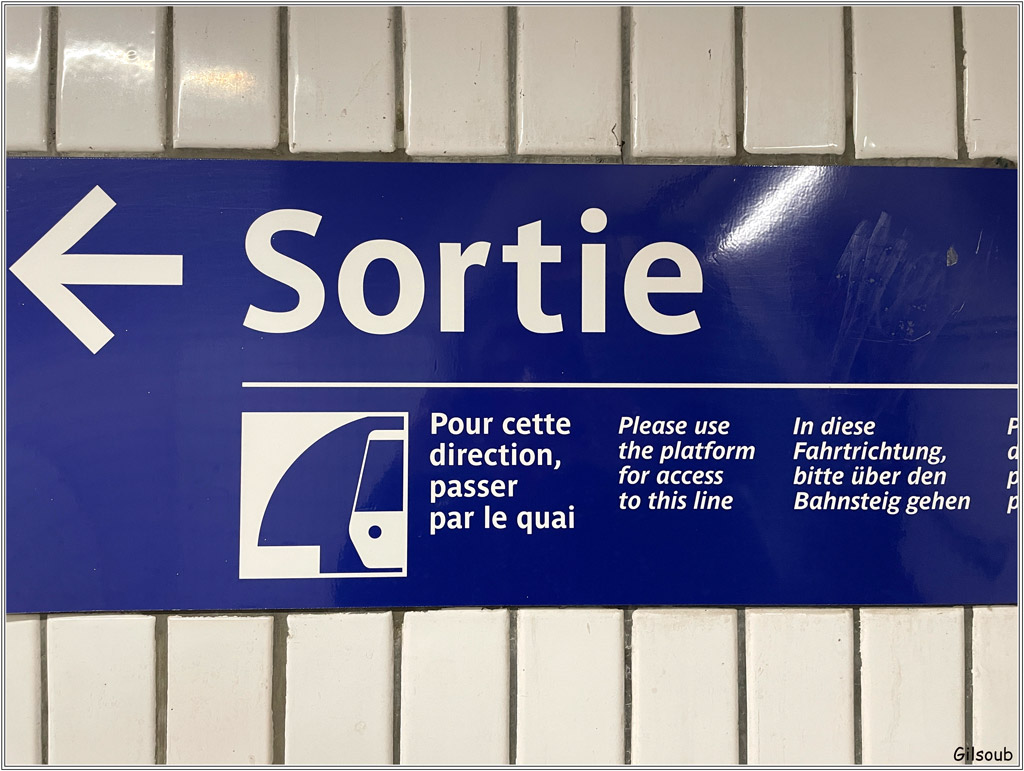 Sortie
Pour cette
direction,
passer
par le quai
Please use
the platform
for access
to this line
In diese
Fahrtrichtung,
bitte über den
Bahnsteig gehen
Gilsoub